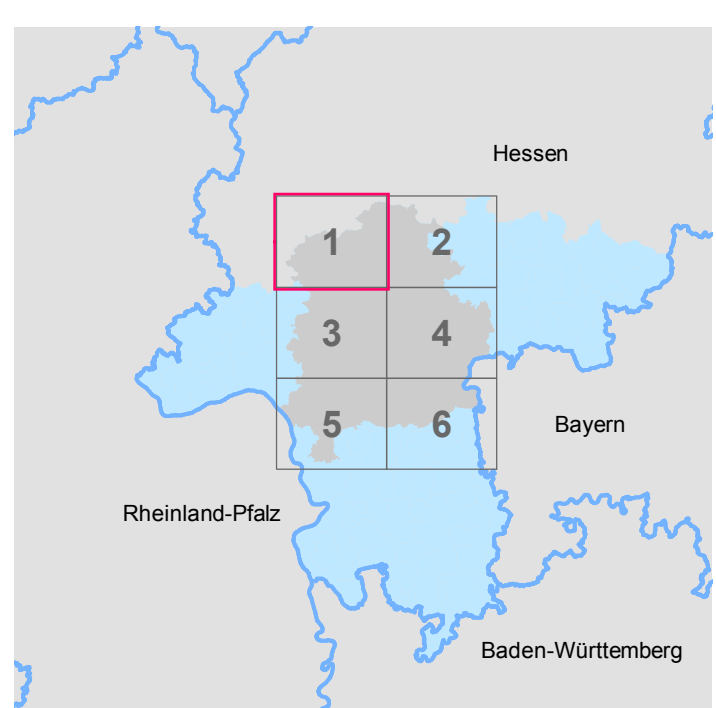 Hessen
1 2
3 4
5 6
Bayern
Rheinland-Pfalz
Baden-Württemberg